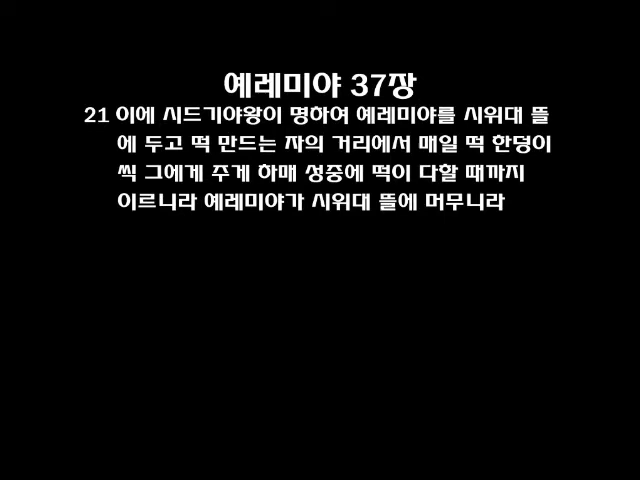 예레미야 37장
21 이에 시드기야왕이 명하여 예레미야를 시위대 뜰
에 두고 떡 만드는 자의 거리에서 매일 떡 한덩이
씩 그에게 주게 하매 성중에 떡이 다할 때까지
이르니라 예레미야가 시위대 뜰에 머무니라